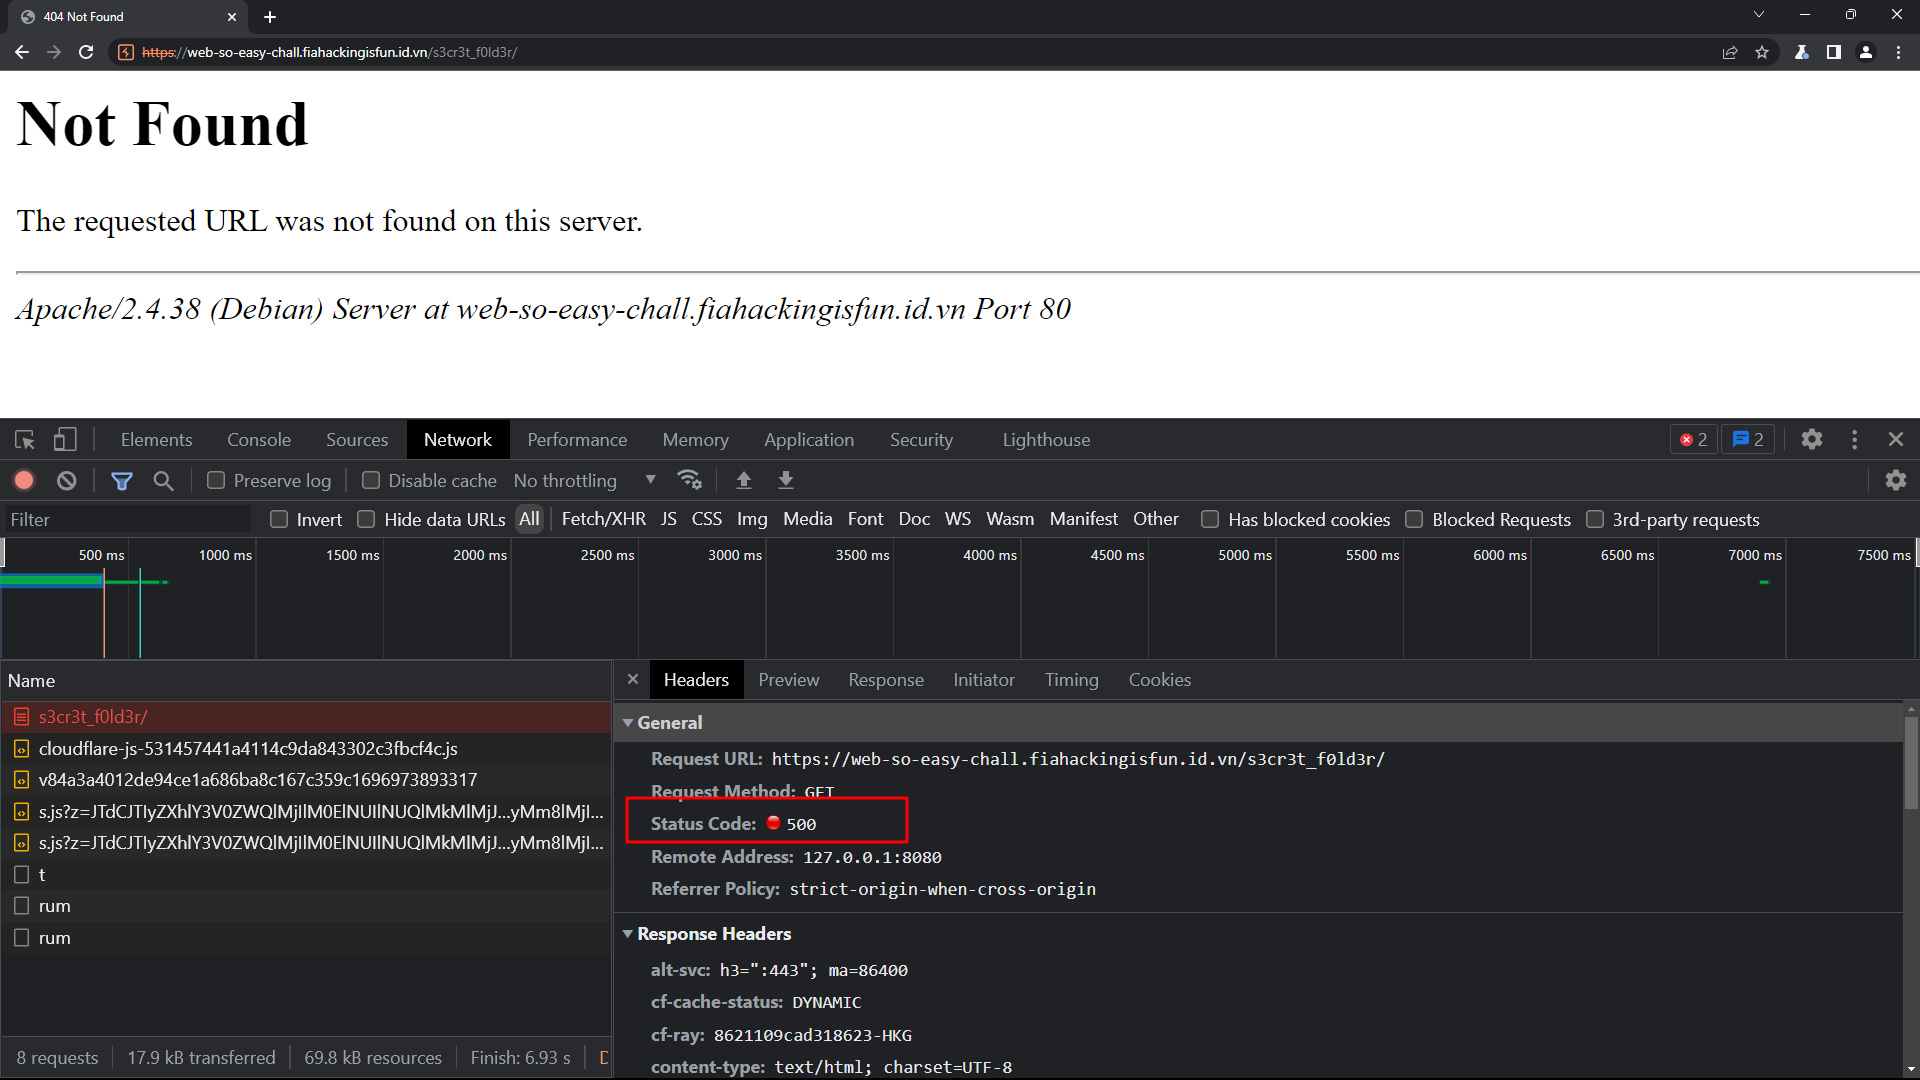 404 Not Found
https://web-so-easy-chall.fiahackingisfun.id.vn/s3cr3t_f0ld3r/
Not Found
The requested URL was not found on this server.
Apache/2.4.38 (Debian) Server at web-so-easy-chall.fiahackingisfun.id.vn Port 80
Elements Console Sources Network Performance Memory Application Security Lighthouse 2 2
Preserve log Disable cache No throttling
Filter Invert Hide data URLs All Fetch/XHR JS CSS Img Media Font Doc WS Wasm Manifest Other Has blocked cookies Blocked Requests 3rd-party requests
500 ms 1000 ms 1500 ms 2000 ms 2500 ms 3000 ms 3500 ms 4000 ms 4500 ms 5000 ms 5500 ms 6000 ms 6500 ms 7000 ms 7500 ms
Name
s3cr3t_f0ld3r/
cloudflare-js-531457441a4114c9da843302c3fbcf4c.js
v84a3a4012de94ce1a686ba8c167c359c1696973893317
s.js?z=JTdCJTIyZXhlY3V0ZWQlMjIlM0ElNUIlNUQlMkMlMjJ...yMm8lMjI...
s.js?z=JTdCJTIyZXhlY3V0ZWQlMjIlM0ElNUIlNUQlMkMlMjJ...yMm8lMjI...
t
rum
rum
8 requests 17.9 kB transferred 69.8 kB resources Finish: 6.93 s D
Headers Preview Response Initiator Timing Cookies
General
Request URL: https://web-so-easy-chall.fiahackingisfun.id.vn/s3cr3t_f0ld3r/
Request Method: GET
Status Code: 500
Remote Address: 127.0.0.1:8080
Referrer Policy: strict-origin-when-cross-origin
Response Headers
alt-svc: h3=":443"; ma=86400
cf-cache-status: DYNAMIC
cf-ray: 8621109cad318623-HKG
content-type: text/html; charset=UTF-8